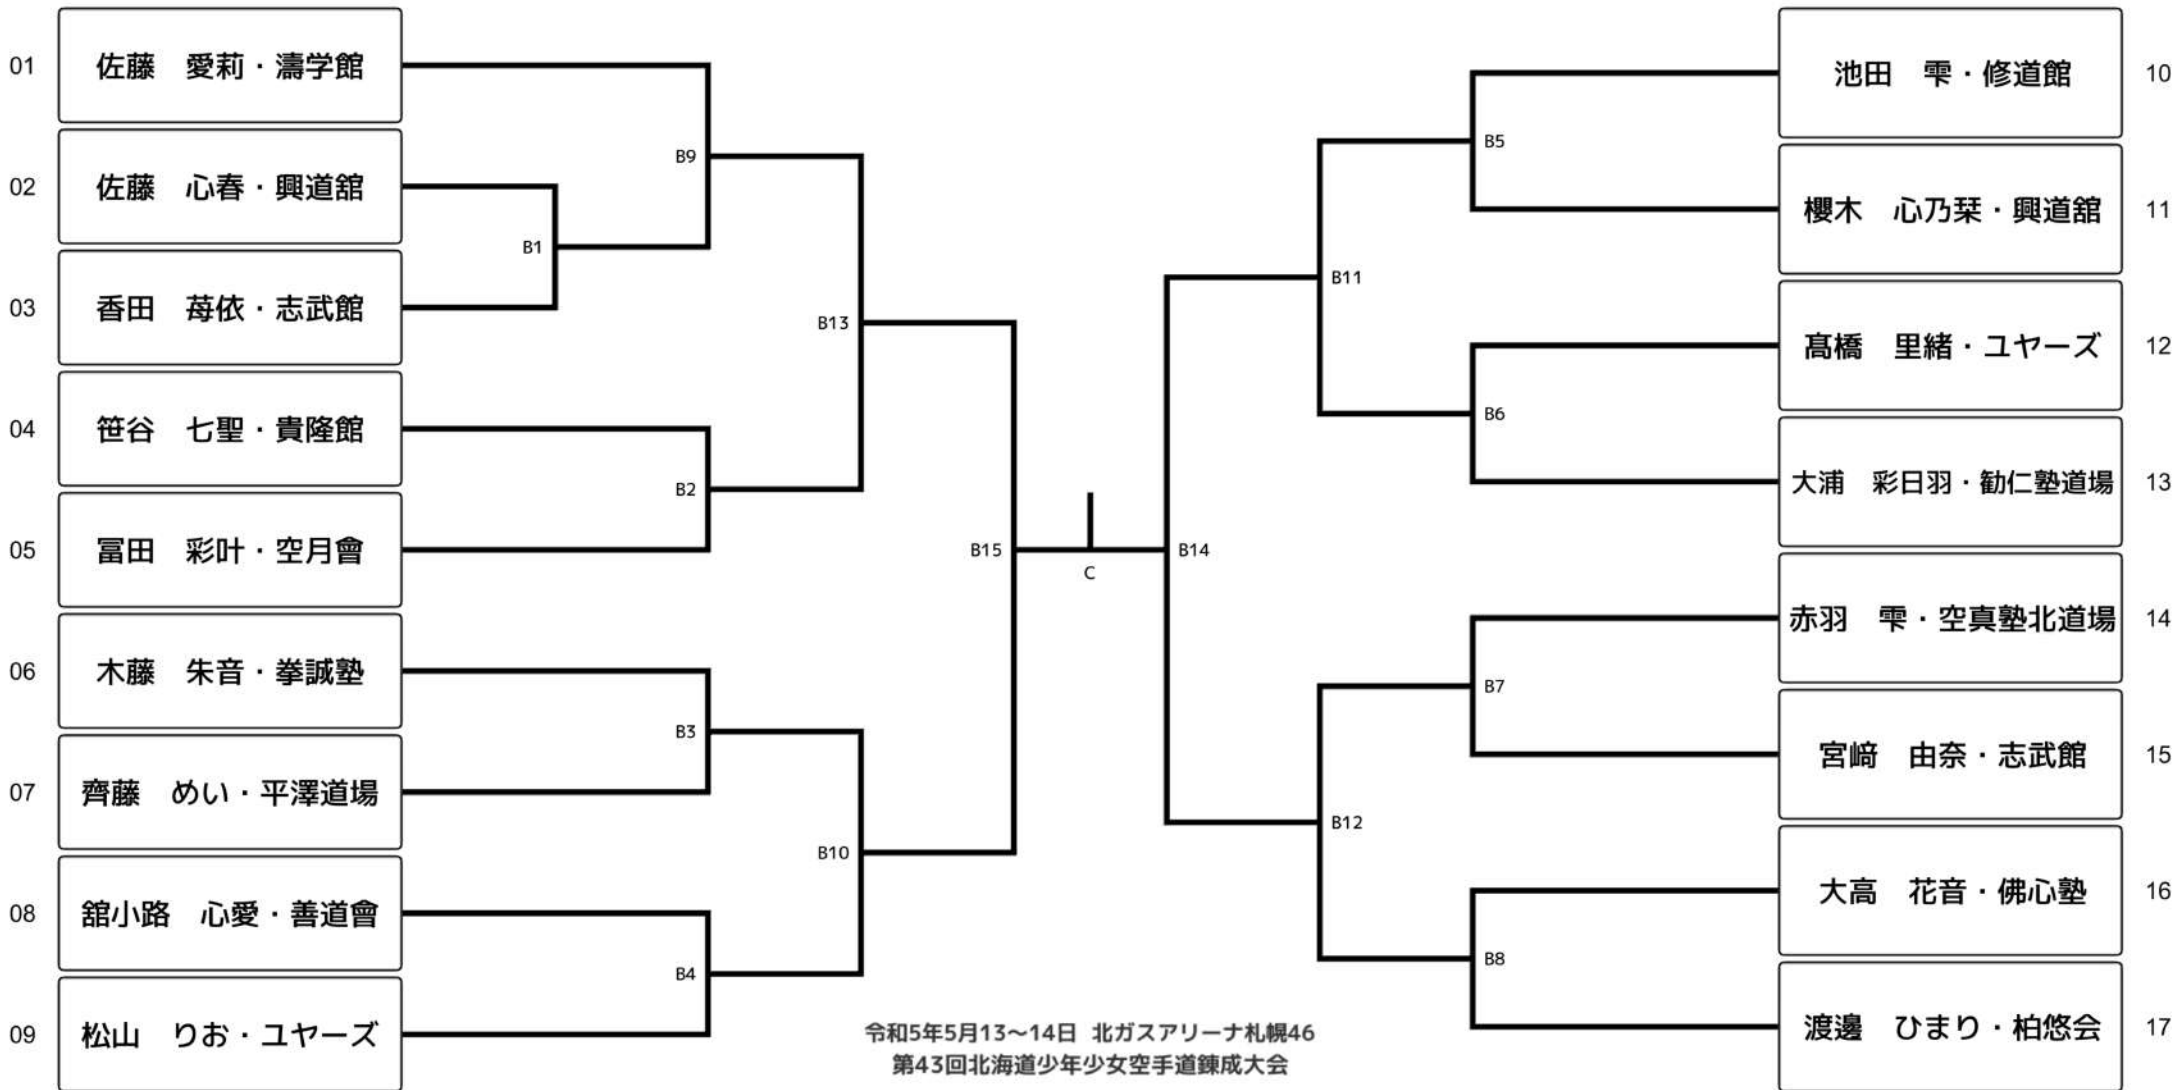 01 佐藤 愛莉・濤学館
02 佐藤 心春・興道舘
03 香田 苺依・志武館
04 笹谷 七聖・貴隆館
05 冨田 彩叶・空月會
06 木藤 朱音・拳誠塾
07 齊藤 めい・平澤道場
08 舘小路 心愛・善道會
09 松山 りお・ユヤーズ
B9
B1
B13
B2
B15
B3
B10
B4
C
B14
B5
B11
B6
B7
B12
B8
池田 雫・修道館 10
櫻木 心乃栞・興道舘 11
髙橋 里緒・ユヤーズ 12
大浦 彩日羽・勧仁塾道場 13
赤羽 雫・空真塾北道場 14
宮﨑 由奈・志武館 15
大高 花音・佛心塾 16
渡邊 ひまり・柏悠会 17
令和5年5月13〜14日 北ガスアリーナ札幌46
第43回北海道少年少女空手道錬成大会